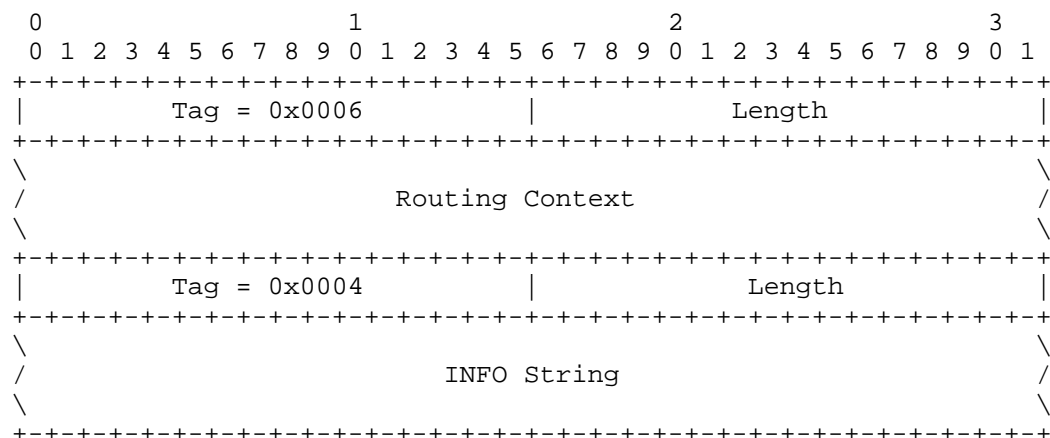 0                   1                   2                   3
 0 1 2 3 4 5 6 7 8 9 0 1 2 3 4 5 6 7 8 9 0 1 2 3 4 5 6 7 8 9 0 1
+-+-+-+-+-+-+-+-+-+-+-+-+-+-+-+-+-+-+-+-+-+-+-+-+-+-+-+-+-+-+-+-+
|         Tag = 0x0006          |            Length             |
+-+-+-+-+-+-+-+-+-+-+-+-+-+-+-+-+-+-+-+-+-+-+-+-+-+-+-+-+-+-+-+-+
\                                                               \
/                       Routing Context                         /
\                                                               \
+-+-+-+-+-+-+-+-+-+-+-+-+-+-+-+-+-+-+-+-+-+-+-+-+-+-+-+-+-+-+-+-+
|         Tag = 0x0004          |             Length            |
+-+-+-+-+-+-+-+-+-+-+-+-+-+-+-+-+-+-+-+-+-+-+-+-+-+-+-+-+-+-+-+-+
\                                                               \
/                          INFO String                          /
\                                                               \
+-+-+-+-+-+-+-+-+-+-+-+-+-+-+-+-+-+-+-+-+-+-+-+-+-+-+-+-+-+-+-+-+